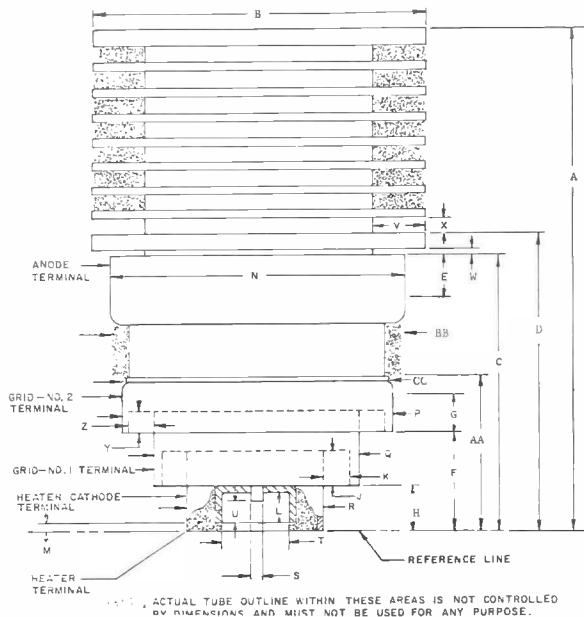 B
A
V
X
ANODE
TERMINAL
N
E
W
D
C
BB
CC
GRID-NO.2
TERMINAL
P
G
Z
AA
Y
F
Q
GRID-NO.1 TERMINAL
K
HEATER CATHODE
TERMINAL
J
H
U
L
R
M
T
REFERENCE LINE
S
HEATER
TERMINAL
ACTUAL TUBE OUTLINE WITHIN THESE AREAS IS NOT CONTROLLED
BY DIMENSIONS AND MUST NOT BE USED FOR ANY PURPOSE.